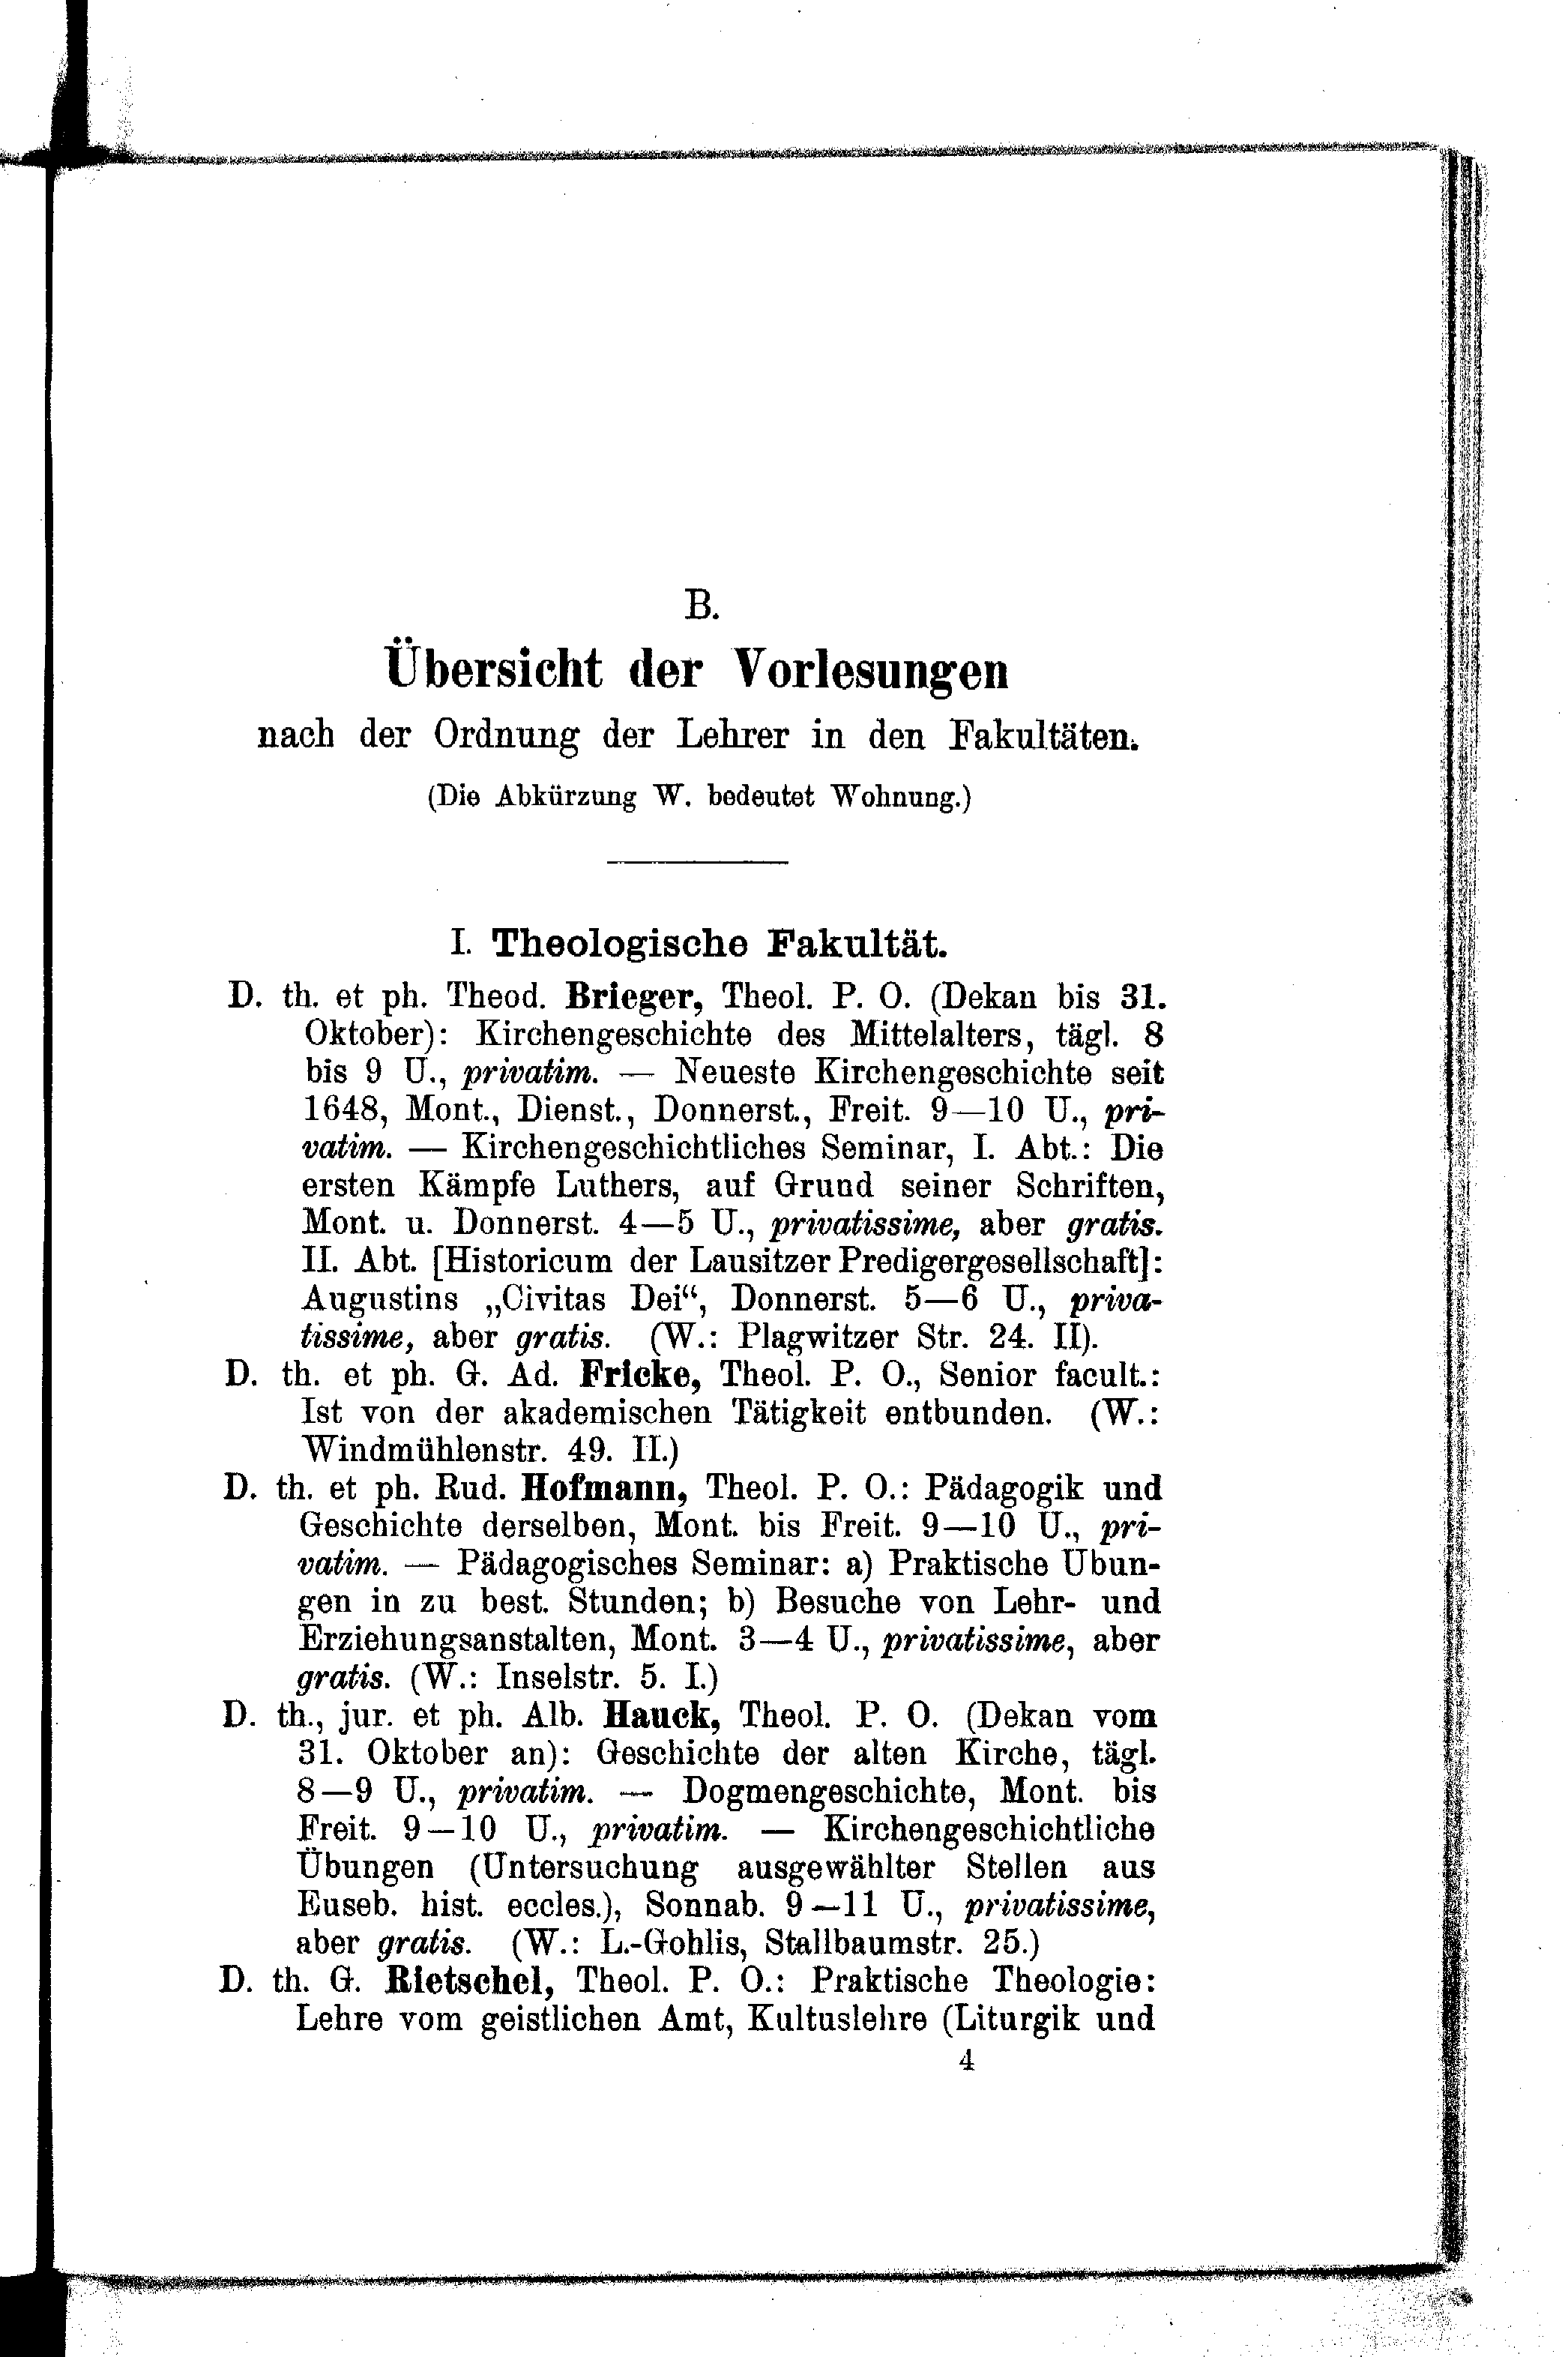 B.
Übersicht der Vorlesungen
nach der Ordnung der Lehrer in den Fakultäten.
(Die Abkürzung W. bedeutet Wohnung.)
I. Theologische Fakultät.
D. th. et ph. Theod. Brieger, Theol. P. O. (Dekan bis 31.
Oktober): Kirchengeschichte des Mittelalters, tägl. 8
bis 9 U., privatim. — Neueste Kirchengeschichte seit
1648, Mont., Dienst., Donnerst., Freit. 9—10 U., pri-
vatim. — Kirchengeschichtliches Seminar, I. Abt.: Die
ersten Kämpfe Luthers, auf Grund seiner Schriften,
Mont. u. Donnerst. 4—5 U., privatissime, aber gratis.
II. Abt. [Historicum der Lausitzer Predigergesellschaft]:
Augustins „Civitas Dei“, Donnerst. 5—6 U., priva-
tissime, aber gratis. (W.: Plagwitzer Str. 24. II).
D. th. et ph. G. Ad. Fricke, Theol. P. O., Senior facult.:
Ist von der akademischen Tätigkeit entbunden. (W.:
Windmühlenstr. 49. II.)
D. th. et ph. Rud. Hofmann, Theol. P. O.: Pädagogik und
Geschichte derselben, Mont. bis Freit. 9—10 U., pri-
vatim. — Pädagogisches Seminar: a) Praktische Übun-
gen in zu best. Stunden; b) Besuche von Lehr- und
Erziehungsanstalten, Mont. 3—4 U., privatissime, aber
gratis. (W.: Inselstr. 5. I.)
D. th., jur. et ph. Alb. Hauck, Theol. P. O. (Dekan vom
31. Oktober an): Geschichte der alten Kirche, tägl.
8—9 U., privatim. — Dogmengeschichte, Mont. bis
Freit. 9—10 U., privatim. — Kirchengeschichtliche
Übungen (Untersuchung ausgewählter Stellen aus
Euseb. hist. eccles.), Sonnab. 9—11 U., privatissime,
aber gratis. (W.: L.-Gohlis, Stallbaumstr. 25.)
D. th. G. Rietschel, Theol. P. O.: Praktische Theologie:
Lehre vom geistlichen Amt, Kultuslehre (Liturgik und
4